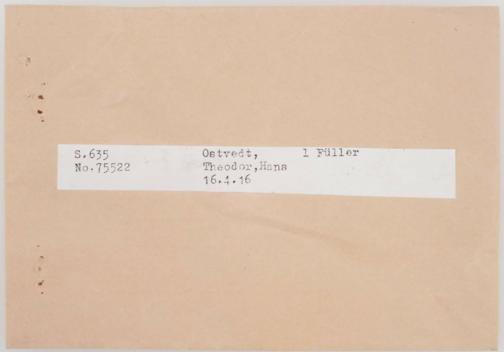 S.635 Ostvedt, 1 Füller
No.75522 Theodor,Hans
16.4.16